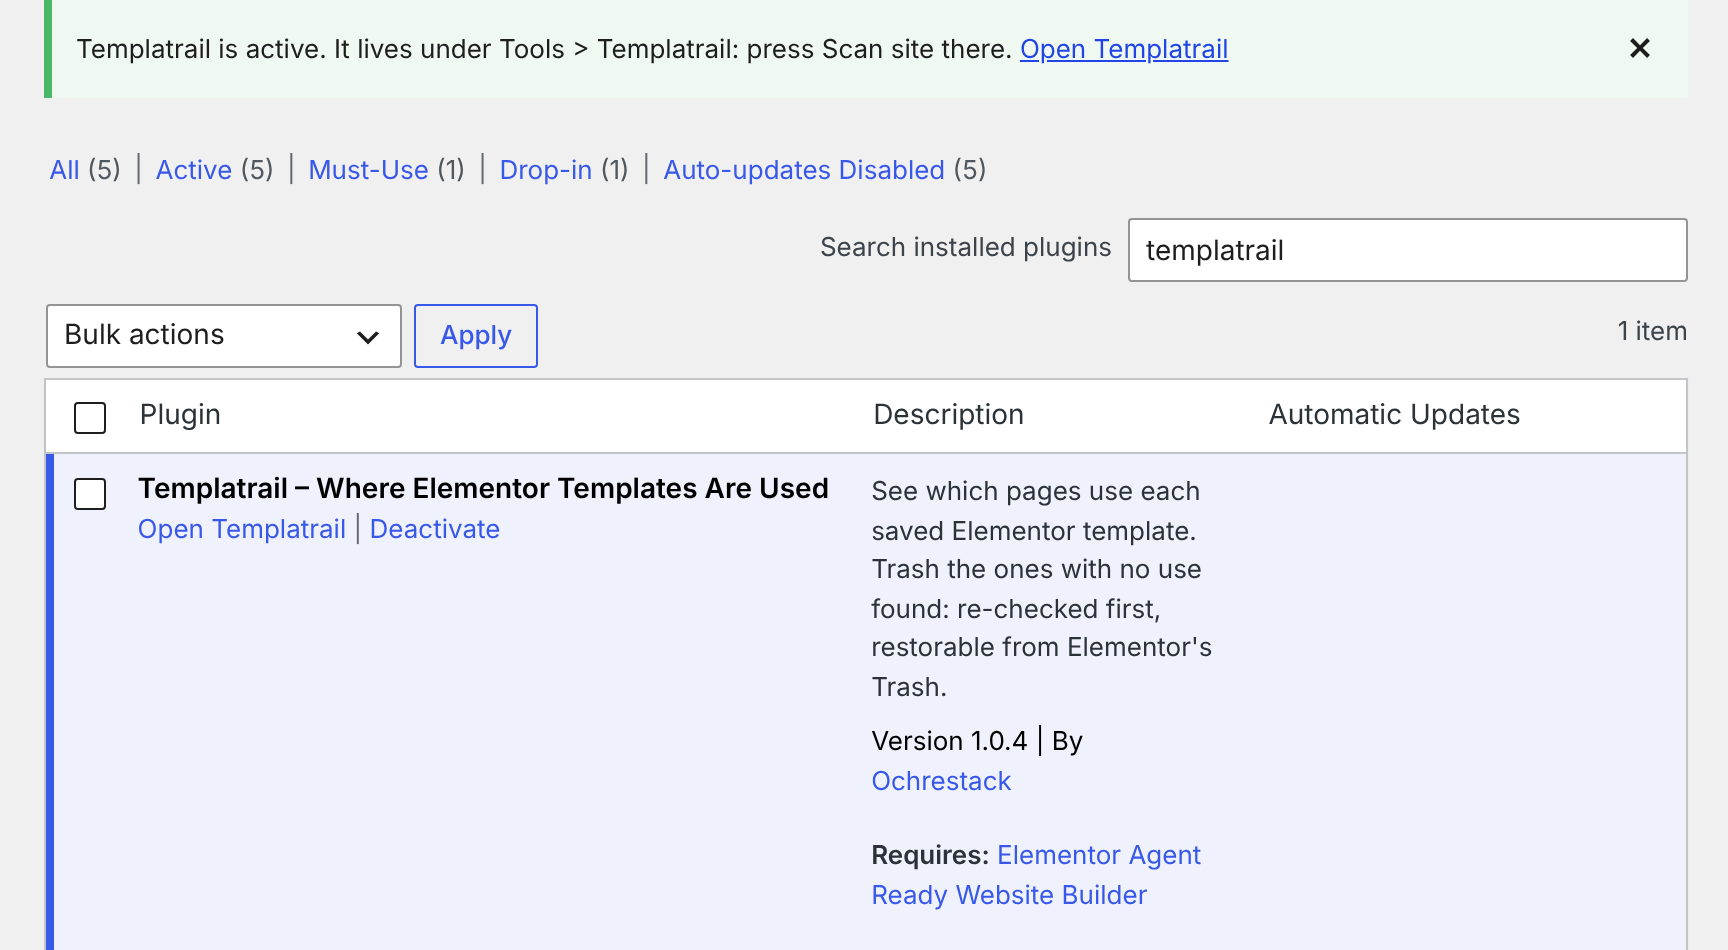 Templatrail is active. It lives under Tools > Templatrail: press Scan site there. Open Templatrail
All (5) | Active (5) | Must-Use (1) | Drop-in (1) | Auto-updates Disabled (5)
Search installed plugins
templatrail
Bulk actions
Apply
1 item
Plugin
Description
Automatic Updates
Templatrail – Where Elementor Templates Are Used
Open Templatrail | Deactivate
See which pages use each
saved Elementor template.
Trash the ones with no use
found: re-checked first,
restorable from Elementor's
Trash.
Version 1.0.4 | By
Ochrestack
Requires: Elementor Agent
Ready Website Builder